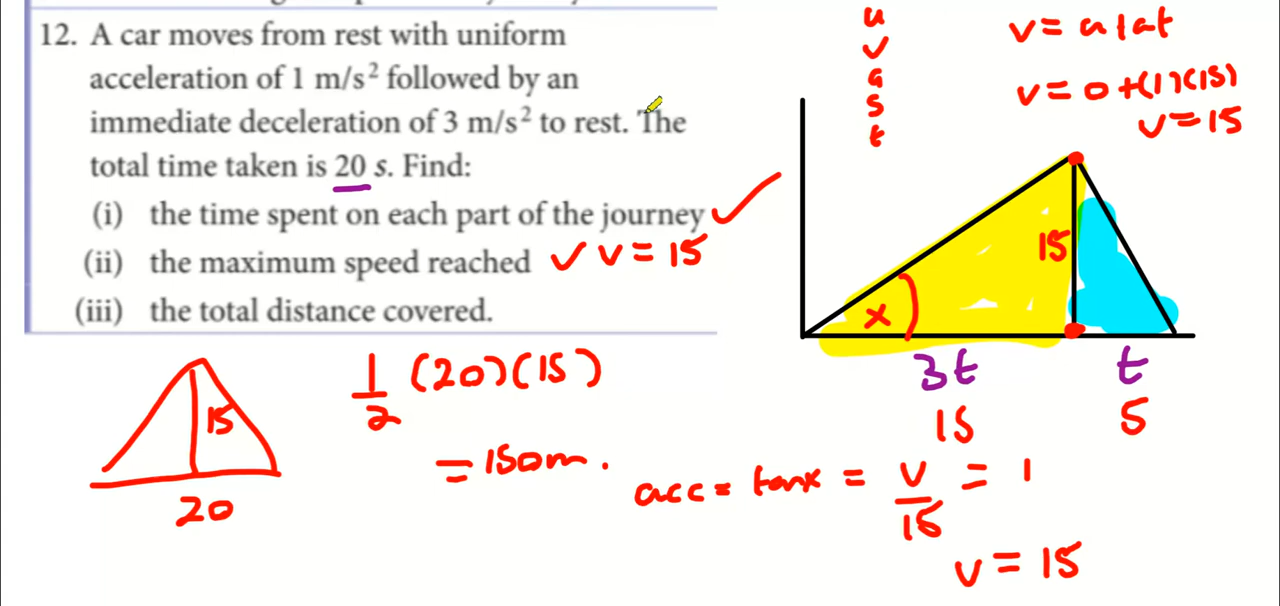 12. A car moves from rest with uniform
acceleration of 1 m/s² followed by an
immediate deceleration of 3 m/s² to rest. The
total time taken is 20 s. Find:
(i) the time spent on each part of the journey
(ii) the maximum speed reached ✓ v = 15
(iii) the total distance covered.
u
v
a
s
t
v = u + at
v = 0 + (1)(15)
v = 15
15
x
3t t
15 5
15
20
1/2 (20)(15)
= 150m.
acc = tanx = v/15 = 1
v = 15